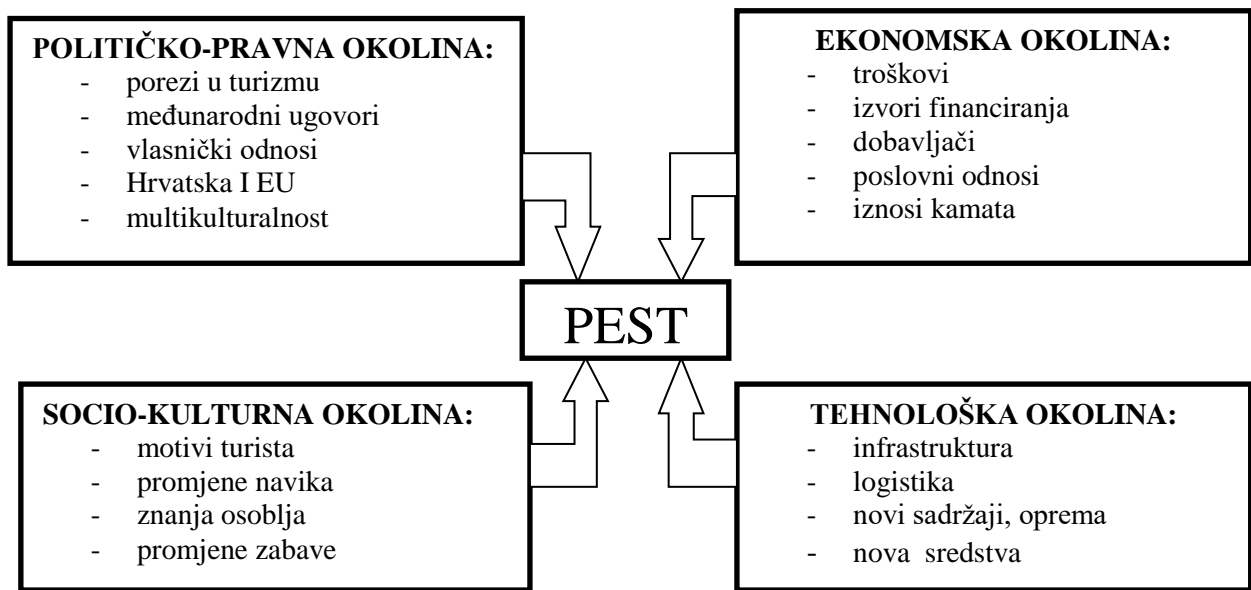 POLITIČKO-PRAVNA OKOLINA:
- porezi u turizmu
- međunarodni ugovori
- vlasnički odnosi
- Hrvatska I EU
- multikulturalnost
EKONOMSKA OKOLINA:
- troškovi
- izvori financiranja
- dobavljači
- poslovni odnosi
- iznosi kamata
PEST
SOCIO-KULTURNA OKOLINA:
- motivi turista
- promjene navika
- znanja osoblja
- promjene zabave
TEHNOLOŠKA OKOLINA:
- infrastruktura
- logistika
- novi sadržaji, oprema
- nova sredstva